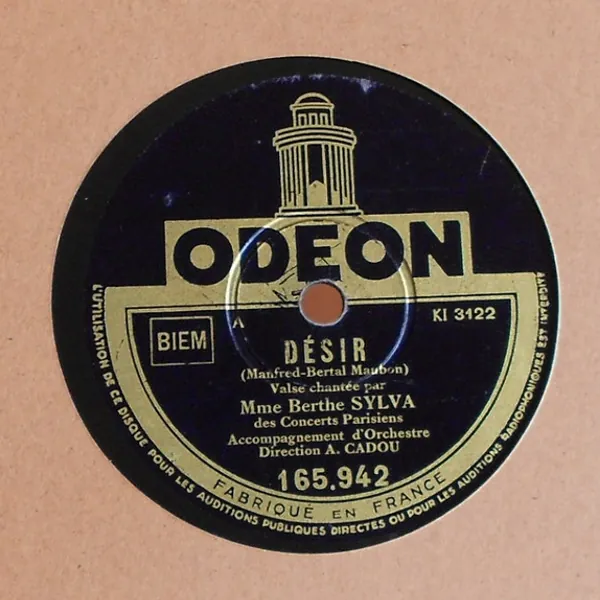 ODEON
BIEM
A
KI 3122
DÉSIR
(Manfred-Bertal Maubon)
Valse chantée par
Mme Berthe SYLVA
des Concerts Parisiens
Accompagnement d'Orchestre
Direction A. CADOU
165.942
FABRIQUÉ EN FRANCE
L'UTILISATION DE CE DISQUE POUR LES AUDITIONS PUBLIQUES DIRECTES OU POUR LES AUDITIONS RADIOPHONIQUES EST INTERDITE